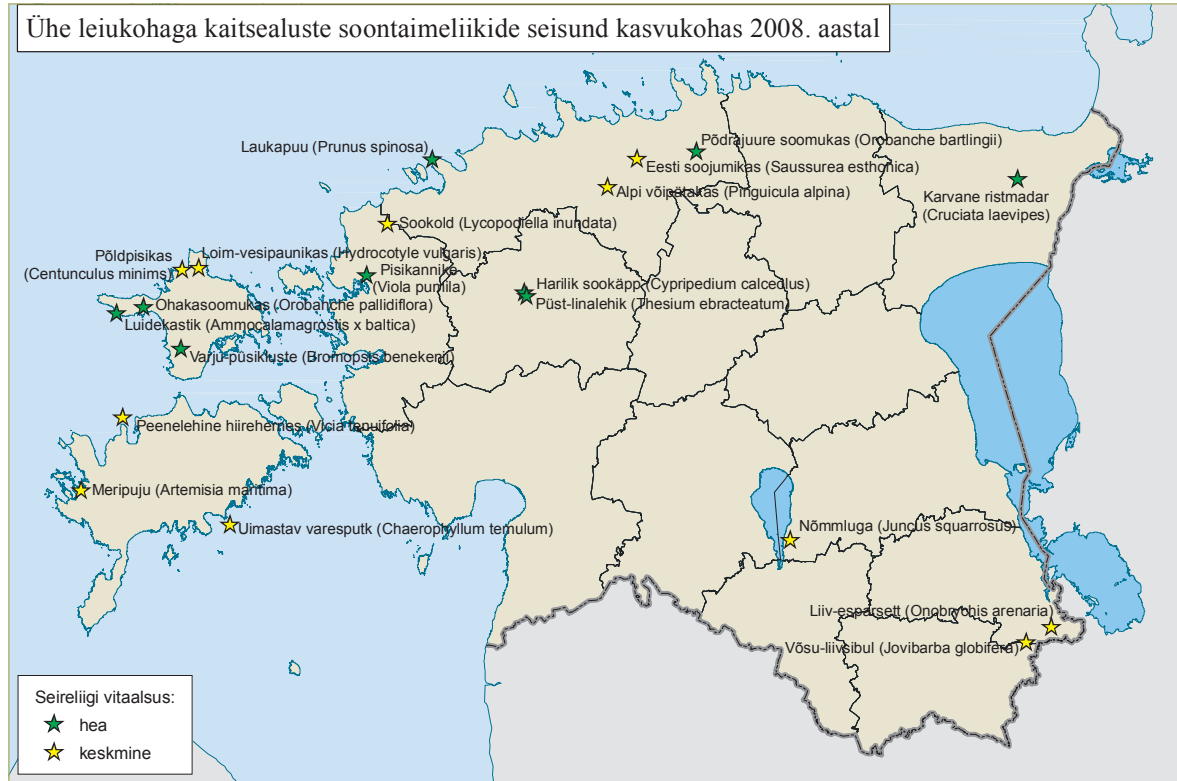 Ühe leiukohaga kaitsealuste soontaimeliikide seisund kasvukohas 2008. aastal
Laukapuu (Prunus spinosa)
Põdrajuure soomukas (Orobanche bartlingii)
Eesti soojumikas (Saussurea esthonica)
Alpi võipätakas (Pinguicula alpina)
Karvane ristmadar
(Cruciata laevipes)
Sookold (Lycopodiella inundata)
Põldpisikas
(Centunculus minims)
Loim-vesipaunikas (Hydrocotyle vulgaris)
Pisikannike
(Viola pumila)
Harilik sookäpp (Cypripedium calceolus)
Püst-linalehik (Thesium ebracteatum)
Ohakasoomukas (Orobanche pallidiflora)
Luidekastik (Ammocalamagrostis x baltica)
Varju-püsikluste (Bromopsis benekenii)
Peenelehine hiirehernes (Vicia tenuifolia)
Meripuju (Artemisia maritima)
Uimastav varesputk (Chaerophyllum temulum)
Nõmmluga (Juncus squarrosus)
Liiv-esparsett (Onobrychis arenaria)
Võsu-liivsibul (Jovibarba globifera)
Seireliigi vitaalsus:
hea
keskmine